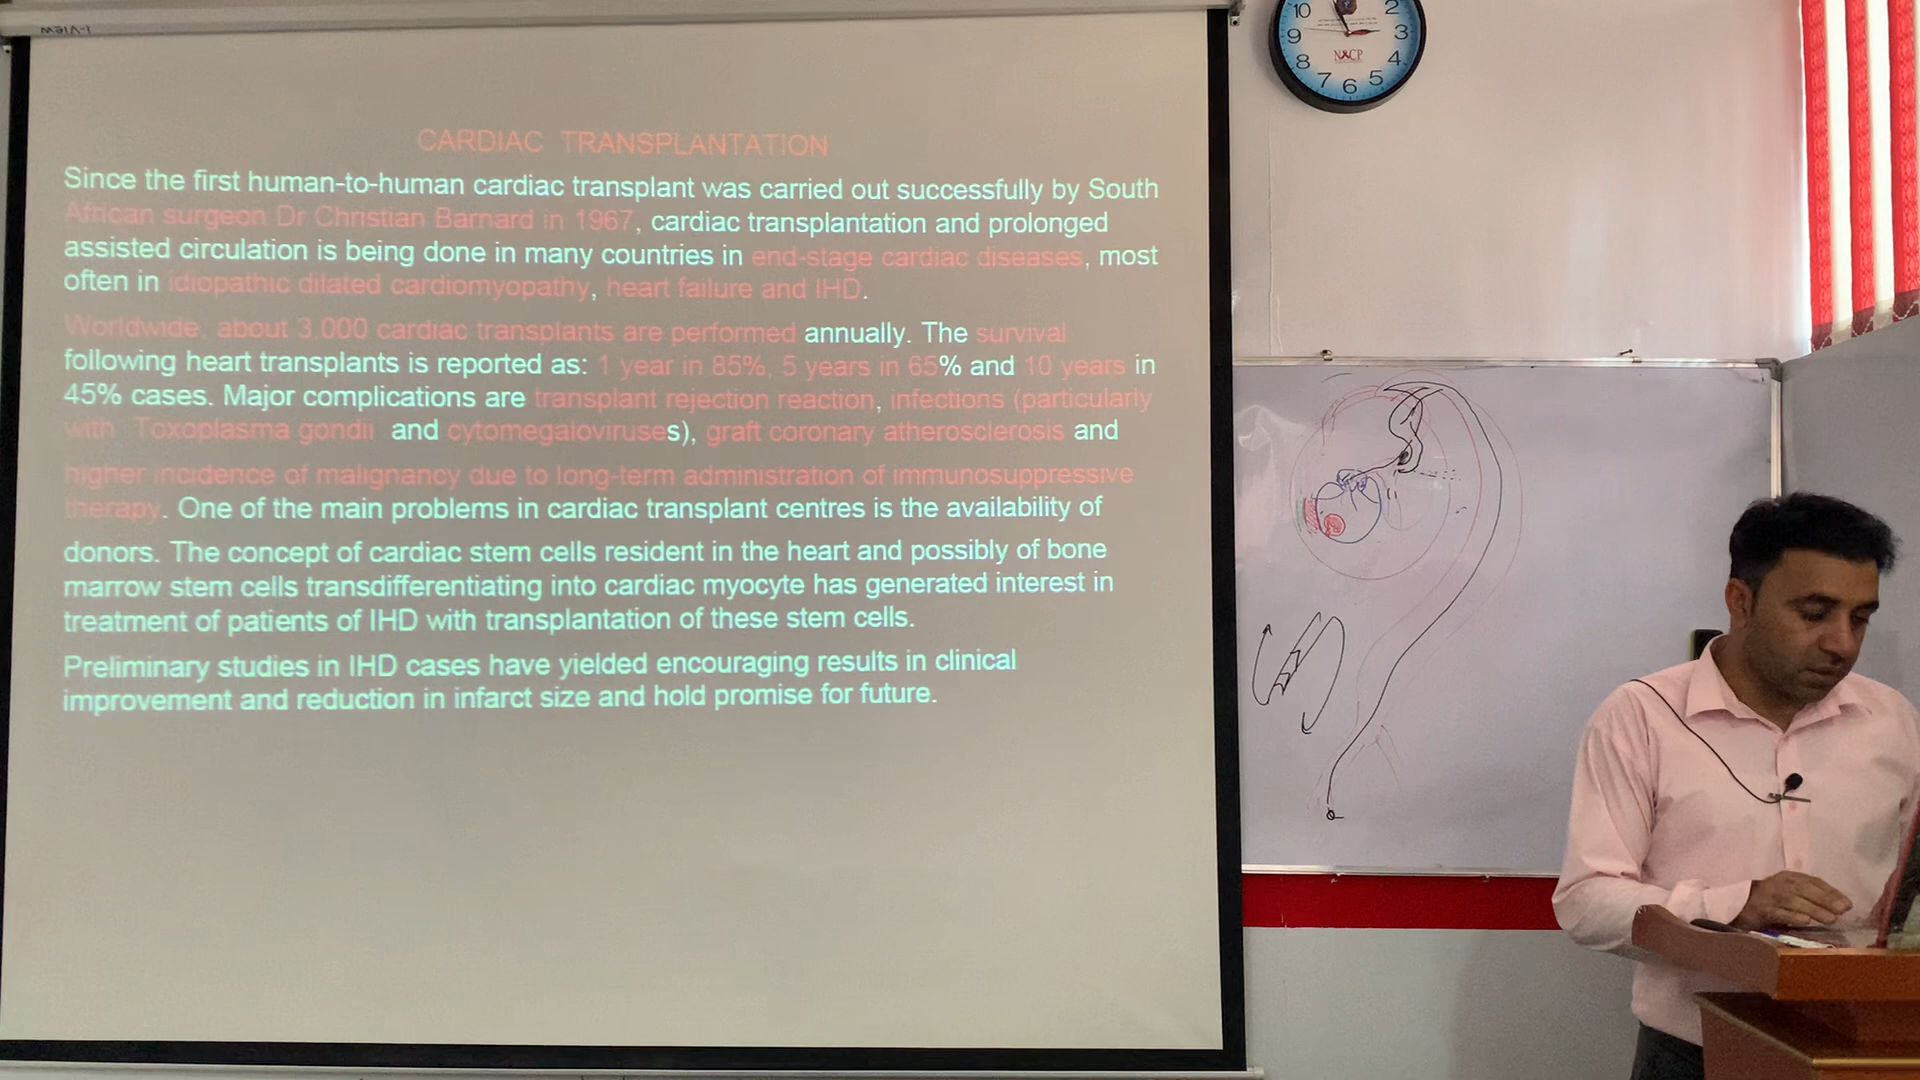 I-VIEW
CARDIAC TRANSPLANTATION
Since the first human-to-human cardiac transplant was carried out successfully by South
African surgeon Dr Christian Barnard in 1967, cardiac transplantation and prolonged
assisted circulation is being done in many countries in end-stage cardiac diseases, most
often in idiopathic dilated cardiomyopathy, heart failure and IHD.
Worldwide, about 3,000 cardiac transplants are performed annually. The survival
following heart transplants is reported as: 1 year in 85%, 5 years in 65% and 10 years in
45% cases. Major complications are transplant rejection reaction, infections (particularly
with Toxoplasma gondii and cytomegaloviruses), graft coronary atherosclerosis and
higher incidence of malignancy due to long-term administration of immunosuppressive
therapy. One of the main problems in cardiac transplant centres is the availability of
donors. The concept of cardiac stem cells resident in the heart and possibly of bone
marrow stem cells transdifferentiating into cardiac myocyte has generated interest in
treatment of patients of IHD with transplantation of these stem cells.
Preliminary studies in IHD cases have yielded encouraging results in clinical
improvement and reduction in infarct size and hold promise for future.
10 2
9 3
NACP
8 4
7 6 5